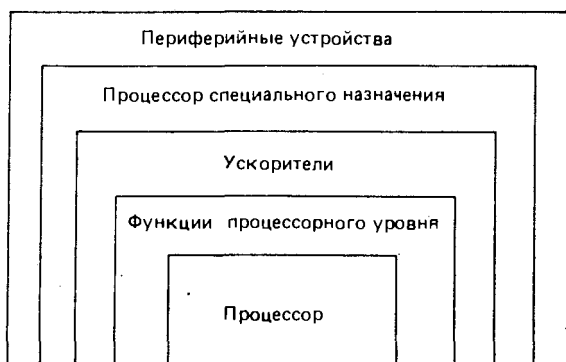 Периферийные устройства
Процессор специального назначения
Ускорители
Функции процессорного уровня
Процессор